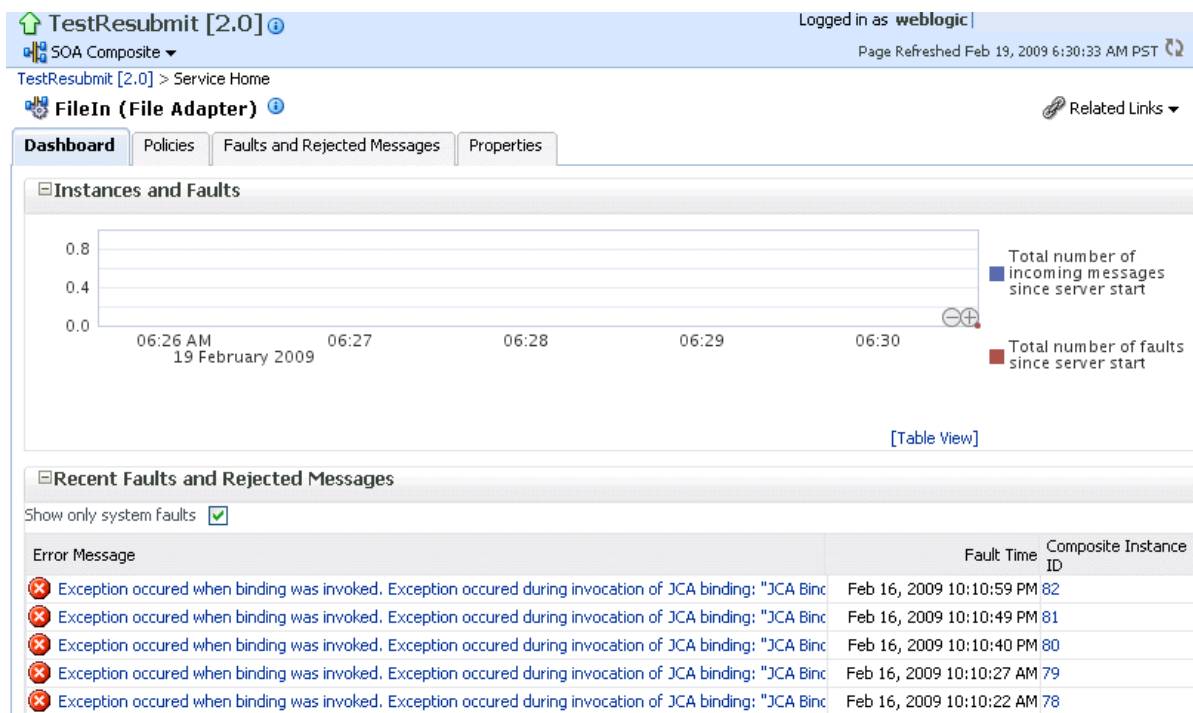 TestResubmit [2.0]
Logged in as weblogic
SOA Composite
Page Refreshed Feb 19, 2009 6:30:33 AM PST
TestResubmit [2.0] > Service Home
FileIn (File Adapter)
Related Links
Dashboard Policies Faults and Rejected Messages Properties
Instances and Faults
0.8
0.4
0.0
06:26 AM 06:27 06:28 06:29 06:30
19 February 2009
Total number of
incoming messages
since server start
Total number of faults
since server start
[Table View]
Recent Faults and Rejected Messages
Show only system faults
Error Message Fault Time Composite Instance
ID
Exception occured when binding was invoked. Exception occured during invocation of JCA binding: "JCA Binc Feb 16, 2009 10:10:59 PM 82
Exception occured when binding was invoked. Exception occured during invocation of JCA binding: "JCA Binc Feb 16, 2009 10:10:49 PM 81
Exception occured when binding was invoked. Exception occured during invocation of JCA binding: "JCA Binc Feb 16, 2009 10:10:40 PM 80
Exception occured when binding was invoked. Exception occured during invocation of JCA binding: "JCA Binc Feb 16, 2009 10:10:27 AM 79
Exception occured when binding was invoked. Exception occured during invocation of JCA binding: "JCA Binc Feb 16, 2009 10:10:22 AM 78